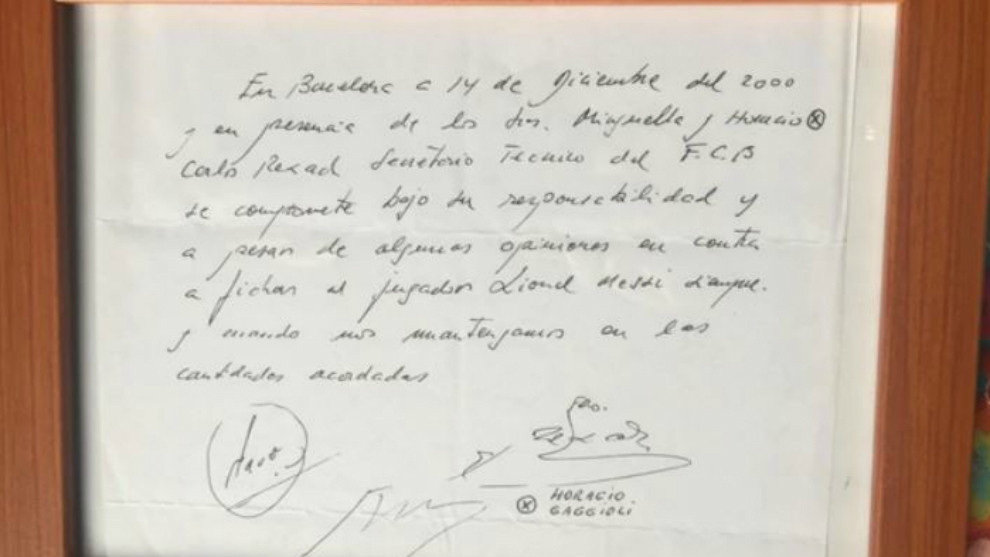 En Barcelona a 14 de Diciembre del 2000
y en presencia de los Srs. Minguella y Horacio ⓧ
Carlos Rexach Secretario Tecnico del F.C.B
se compromete bajo su responsabilidad y
a pesar de algunas opiniones en contra
a fichar al jugador Lionel Messi siempre
y cuando nos mantengamos en las
cantidades acordadas
ⓧ HORACIO
GAGGIOLI